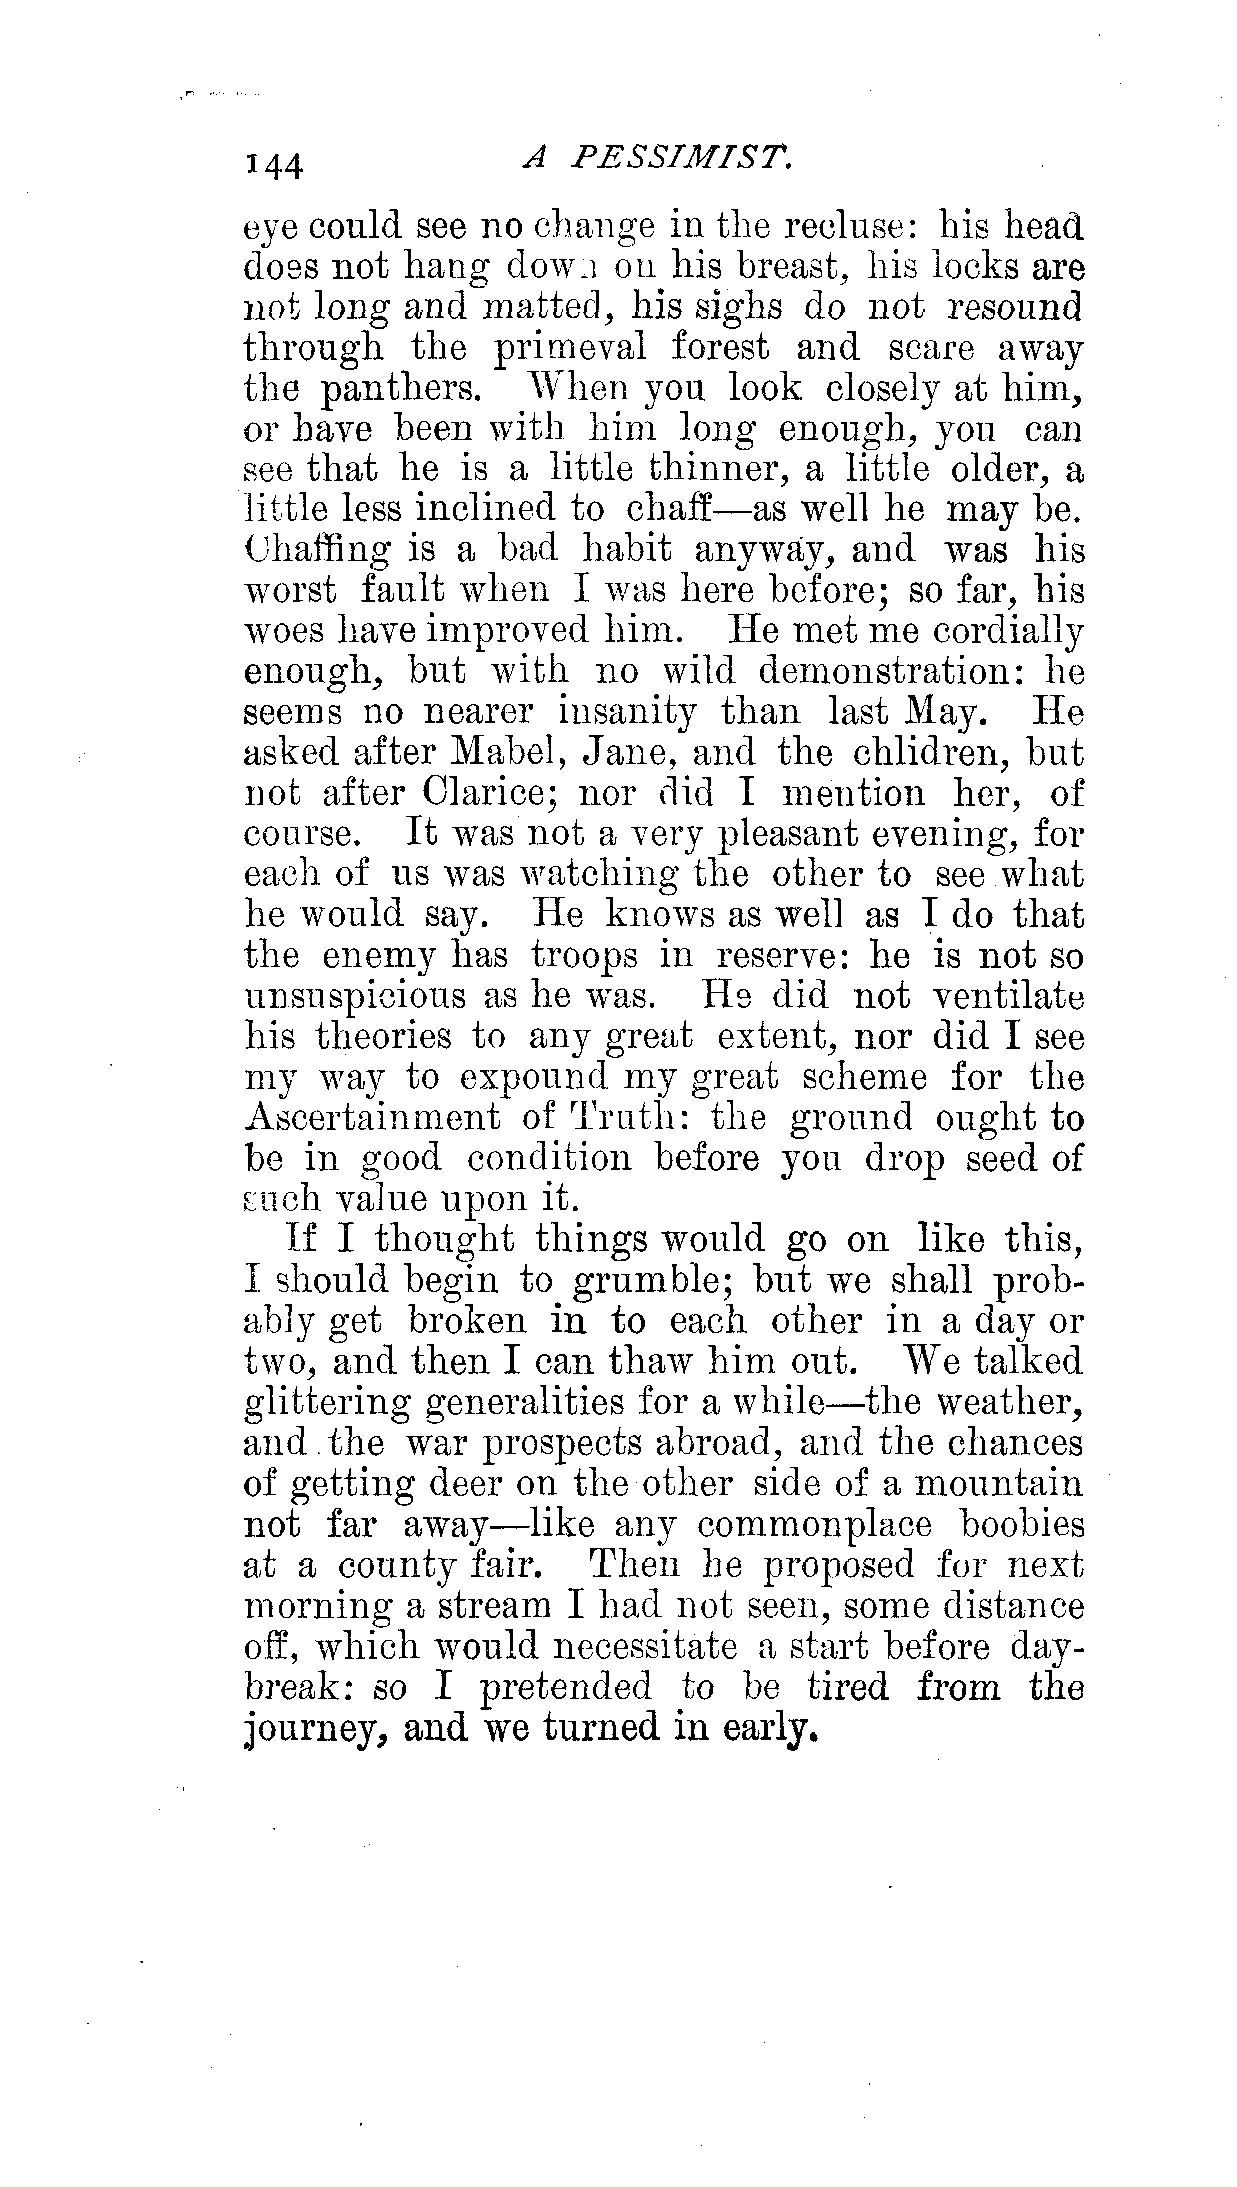 144 A PESSIMIST.
eye could see no change in the recluse: his head
does not hang down on his breast, his locks are
not long and matted, his sighs do not resound
through the primeval forest and scare away
the panthers. When you look closely at him,
or have been with him long enough, you can
see that he is a little thinner, a little older, a
little less inclined to chaff—as well he may be.
Chaffing is a bad habit anyway, and was his
worst fault when I was here before; so far, his
woes have improved him. He met me cordially
enough, but with no wild demonstration: he
seems no nearer insanity than last May. He
asked after Mabel, Jane, and the chlidren, but
not after Clarice; nor did I mention her, of
course. It was not a very pleasant evening, for
each of us was watching the other to see what
he would say. He knows as well as I do that
the enemy has troops in reserve: he is not so
unsuspicious as he was. He did not ventilate
his theories to any great extent, nor did I see
my way to expound my great scheme for the
Ascertainment of Truth: the ground ought to
be in good condition before you drop seed of
such value upon it.
If I thought things would go on like this,
I should begin to grumble; but we shall prob-
ably get broken in to each other in a day or
two, and then I can thaw him out. We talked
glittering generalities for a while—the weather,
and the war prospects abroad, and the chances
of getting deer on the other side of a mountain
not far away—like any commonplace boobies
at a county fair. Then he proposed for next
morning a stream I had not seen, some distance
off, which would necessitate a start before day-
break: so I pretended to be tired from the
journey, and we turned in early.